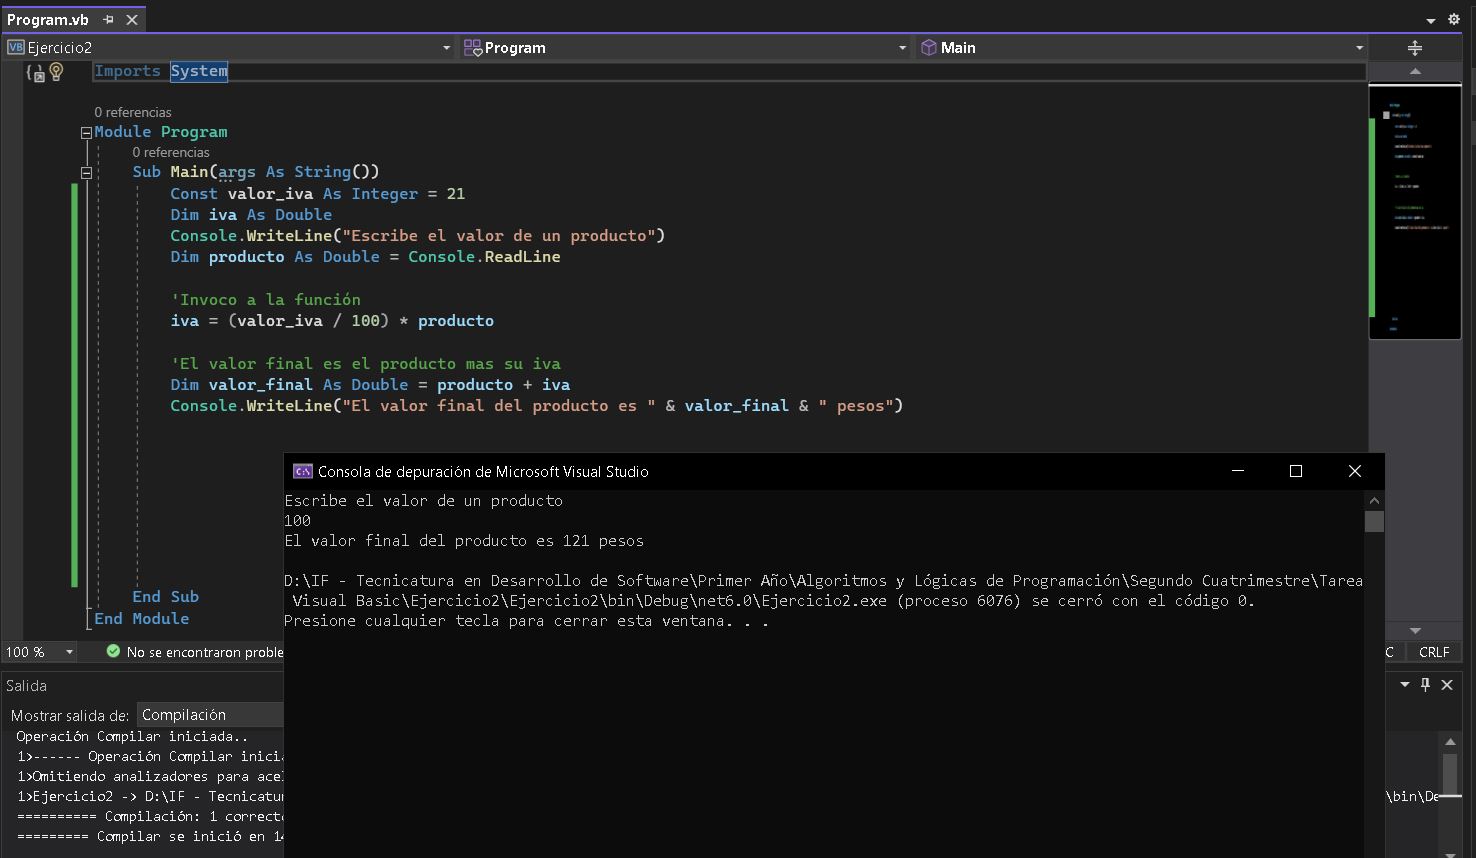 Program.vb
VB Ejercicio2
Program
Main
Imports System
0 referencias
Module Program
0 referencias
Sub Main(args As String())
Const valor_iva As Integer = 21
Dim iva As Double
Console.WriteLine("Escribe el valor de un producto")
Dim producto As Double = Console.ReadLine
'Invoco a la función
iva = (valor_iva / 100) * producto
'El valor final es el producto mas su iva
Dim valor_final As Double = producto + iva
Console.WriteLine("El valor final del producto es " & valor_final & " pesos")
End Sub
End Module
C:\ Consola de depuración de Microsoft Visual Studio
Escribe el valor de un producto
100
El valor final del producto es 121 pesos
D:\IF - Tecnicatura en Desarrollo de Software\Primer Año\Algoritmos y Lógicas de Programación\Segundo Cuatrimestre\Tarea
Visual Basic\Ejercicio2\Ejercicio2\bin\Debug\net6.0\Ejercicio2.exe (proceso 6076) se cerró con el código 0.
Presione cualquier tecla para cerrar esta ventana. . .
100 %
No se encontraron proble
C
CRLF
Salida
Mostrar salida de: Compilación
Operación Compilar iniciada..
1>------ Operación Compilar inicia
1>Omitiendo analizadores para acel
1>Ejercicio2 -> D:\IF - Tecnicatur
\bin\De
========== Compilación: 1 correcto
========= Compilar se inició en 14